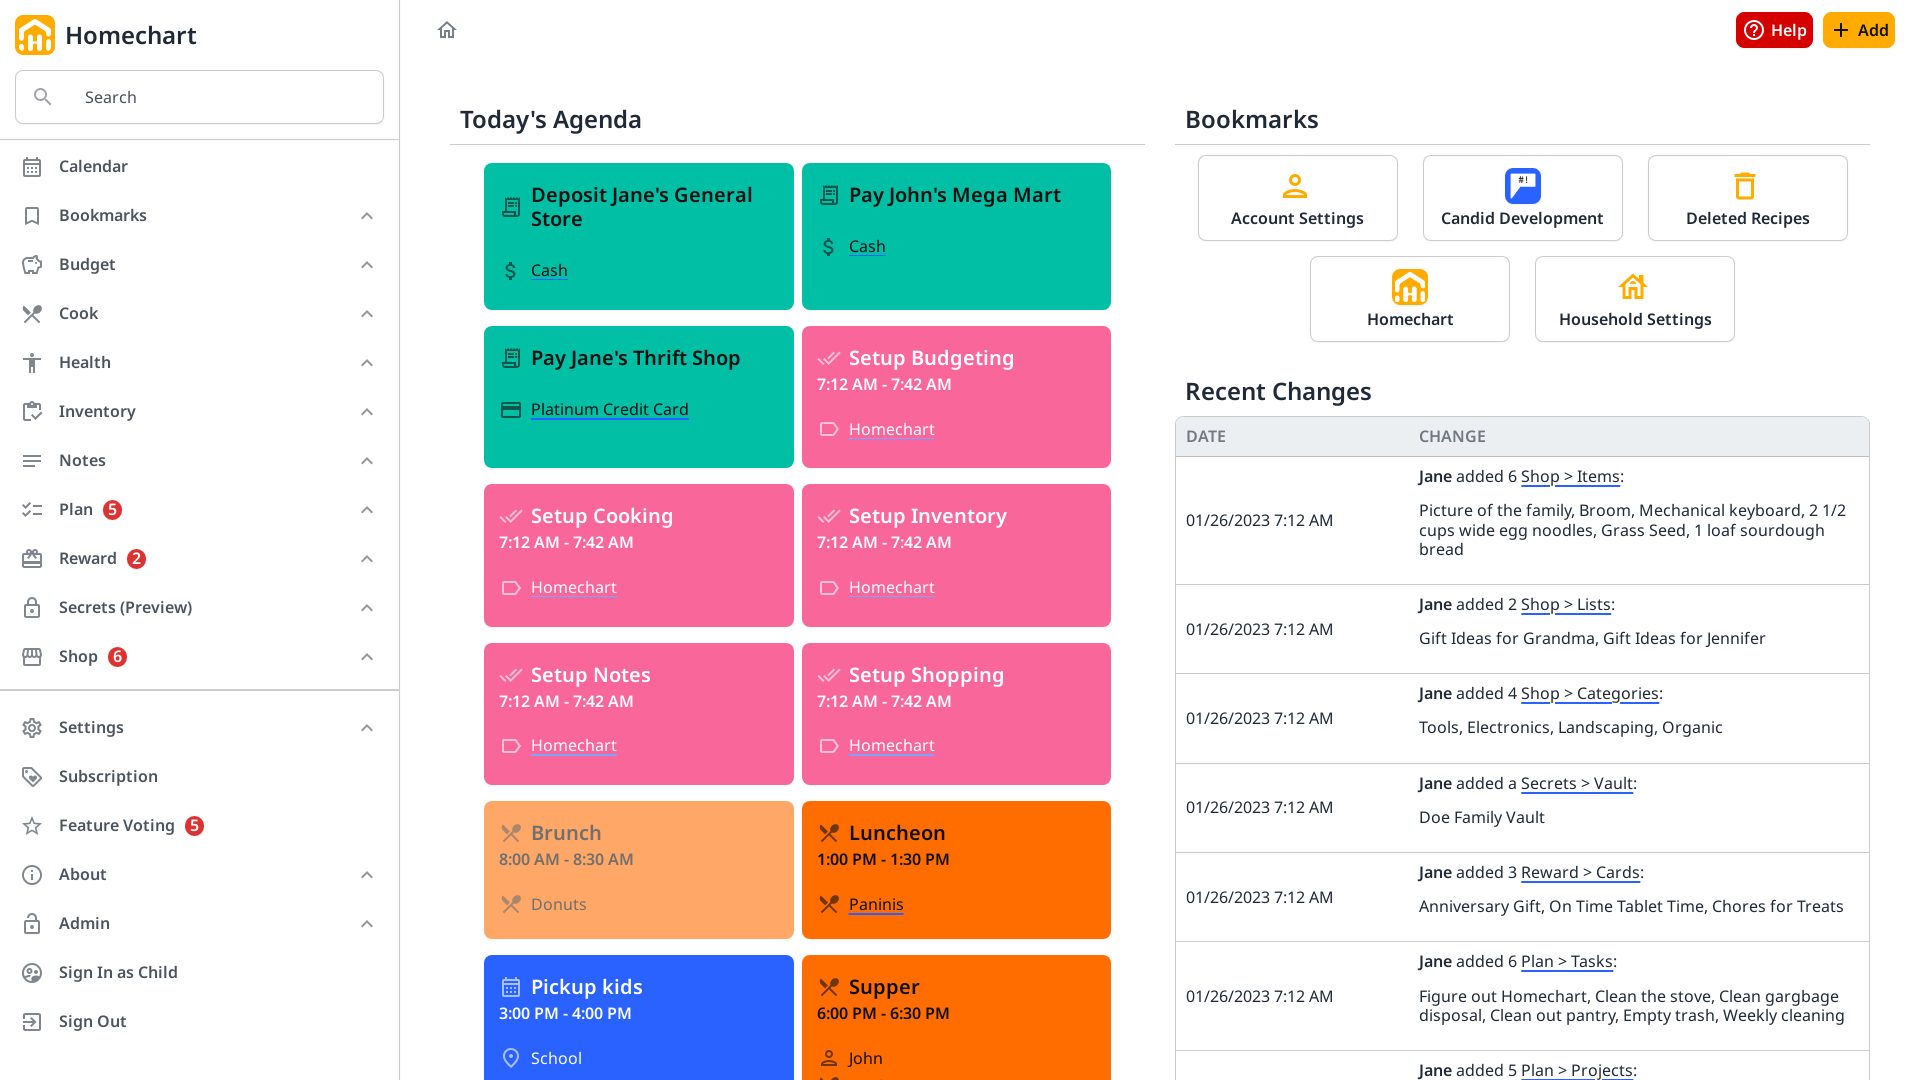 Homechart
Search
Calendar
Bookmarks
Budget
Cook
Health
Inventory
Notes
Plan 5
Reward 2
Secrets (Preview)
Shop 6
Settings
Subscription
Feature Voting 5
About
Admin
Sign In as Child
Sign Out
Help
Add
Today's Agenda
Deposit Jane's General
Store
Cash
Pay John's Mega Mart
Cash
Pay Jane's Thrift Shop
Platinum Credit Card
Setup Budgeting
7:12 AM - 7:42 AM
Homechart
Setup Cooking
7:12 AM - 7:42 AM
Homechart
Setup Inventory
7:12 AM - 7:42 AM
Homechart
Setup Notes
7:12 AM - 7:42 AM
Homechart
Setup Shopping
7:12 AM - 7:42 AM
Homechart
Brunch
8:00 AM - 8:30 AM
Donuts
Luncheon
1:00 PM - 1:30 PM
Paninis
Pickup kids
3:00 PM - 4:00 PM
School
Supper
6:00 PM - 6:30 PM
John
Bookmarks
Account Settings
#!
Candid Development
Deleted Recipes
Homechart
Household Settings
Recent Changes
DATE CHANGE
01/26/2023 7:12 AM
Jane added 6 Shop > Items:
Picture of the family, Broom, Mechanical keyboard, 2 1/2
cups wide egg noodles, Grass Seed, 1 loaf sourdough
bread
01/26/2023 7:12 AM
Jane added 2 Shop > Lists:
Gift Ideas for Grandma, Gift Ideas for Jennifer
01/26/2023 7:12 AM
Jane added 4 Shop > Categories:
Tools, Electronics, Landscaping, Organic
01/26/2023 7:12 AM
Jane added a Secrets > Vault:
Doe Family Vault
01/26/2023 7:12 AM
Jane added 3 Reward > Cards:
Anniversary Gift, On Time Tablet Time, Chores for Treats
01/26/2023 7:12 AM
Jane added 6 Plan > Tasks:
Figure out Homechart, Clean the stove, Clean gargbage
disposal, Clean out pantry, Empty trash, Weekly cleaning
Jane added 5 Plan > Projects: